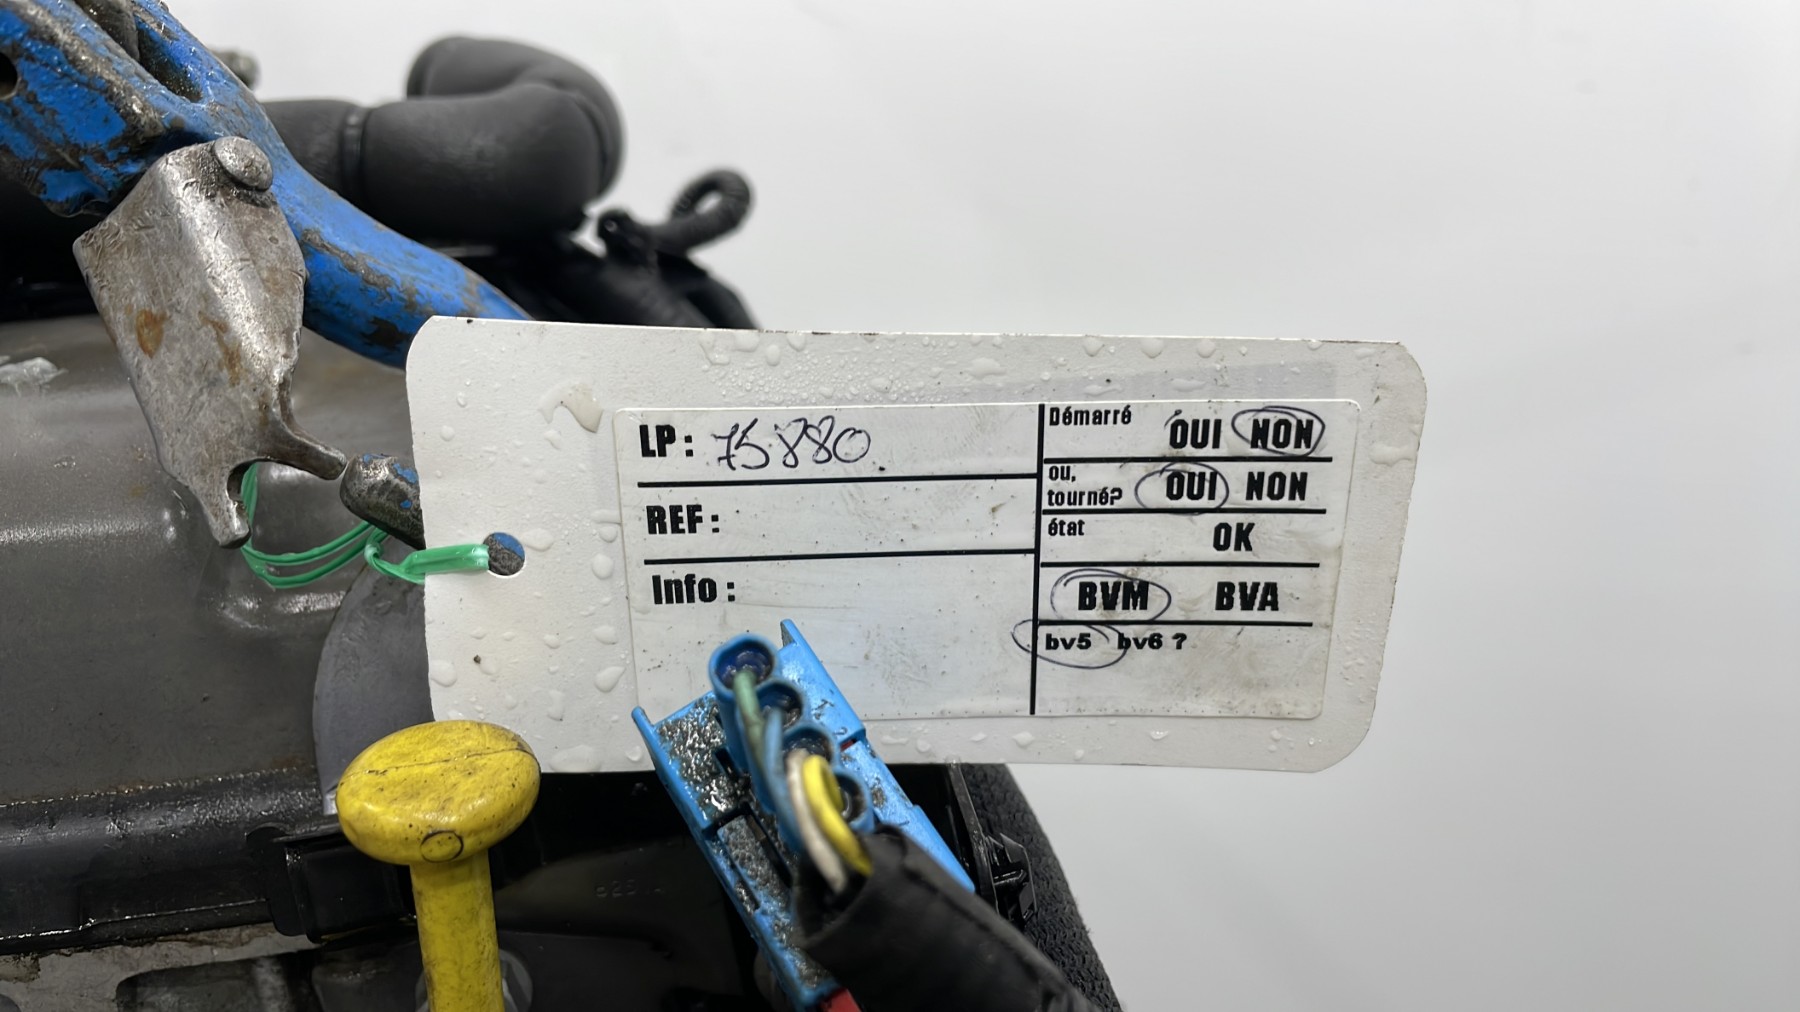 LP : 75880
REF :
Info :
Démarré OUI NON
ou,
tourné? OUI NON
état OK
BVM BVA
bv5 bv6 ?